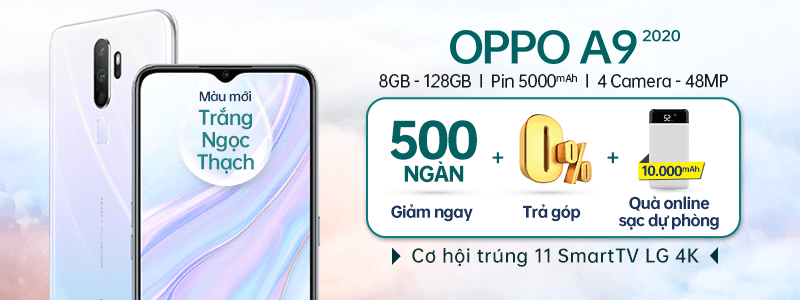 Màu mới
Trắng
Ngọc
Thạch
OPPO A9 2020
8GB - 128GB | Pin 5000mAh | 4 Camera - 48MP
500
NGÀN
Giảm ngay
+
0%
Trả góp
+
52
10.000mAh
Quà online
sạc dự phòng
Cơ hội trúng 11 SmartTV LG 4K